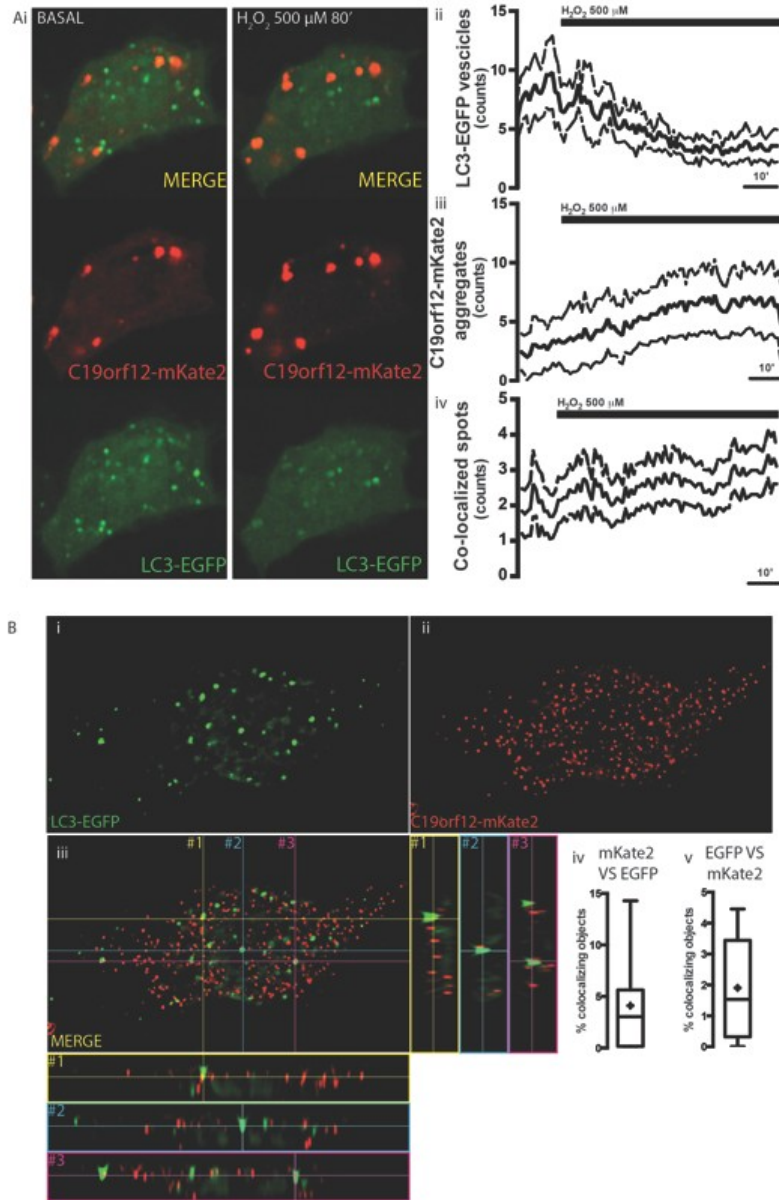 Ai
BASAL
MERGE
C19orf12-mKate2
LC3-EGFP
H₂O₂ 500 µM 80'
MERGE
C19orf12-mKate2
LC3-EGFP
ii
H₂O₂ 500 µM
LC3-EGFP vescicles
(counts)
15
10
5
0
10'
iii
H₂O₂ 500 µM
C19orf12-mKate2
aggregates
(counts)
15
10
5
0
10'
iv
H₂O₂ 500 µM
Co-localized spots
(counts)
5
4
3
2
1
0
10'
B
i
LC3-EGFP
ii
C19orf12-mKate2
iii
#1
#2
#3
MERGE
#1
#2
#3
#1
#2
#3
iv
mKate2
VS EGFP
% colocalizing objects
15
10
5
0
v
EGFP VS
mKate2
% colocalizing objects
5
4
3
2
1
0